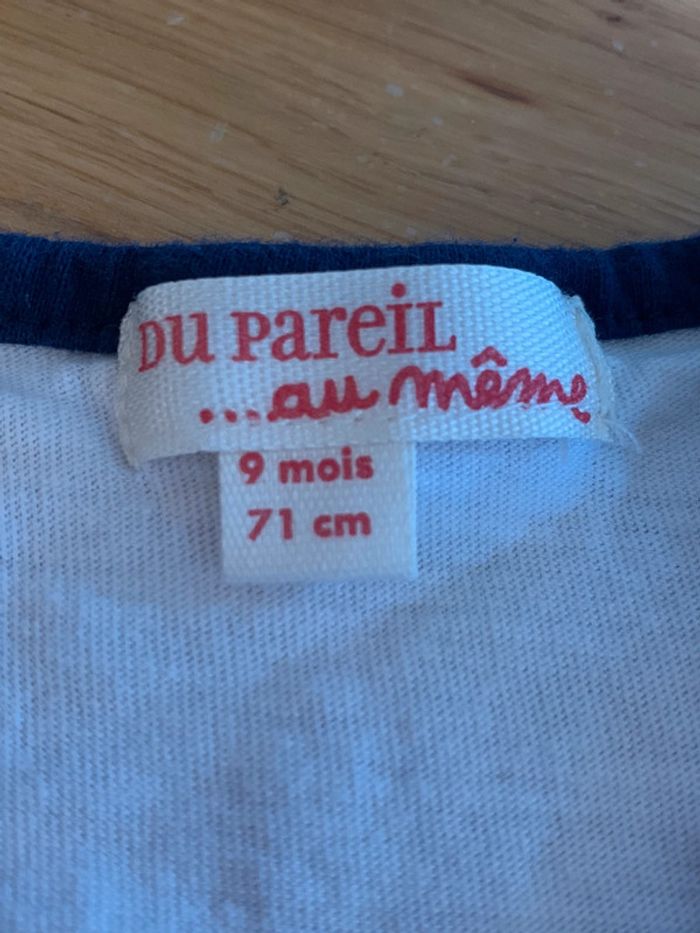 DU PareiL
...au même
9 mois
71 cm